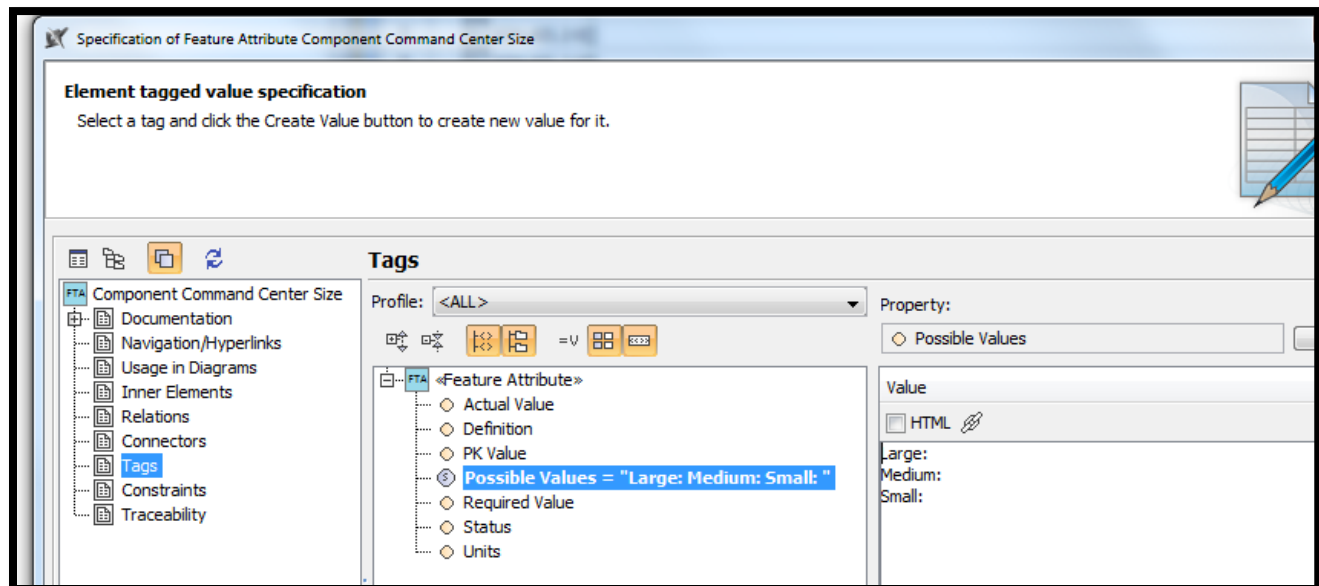 Specification of Feature Attribute Component Command Center Size
Element tagged value specification
Select a tag and click the Create Value button to create new value for it.
FTA Component Command Center Size
Documentation
Navigation/Hyperlinks
Usage in Diagrams
Inner Elements
Relations
Connectors
Tags
Constraints
Traceability
Tags
Profile: <ALL>
=V
FTA «Feature Attribute»
Actual Value
Definition
PK Value
Possible Values = "Large: Medium: Small: "
Required Value
Status
Units
Property:
Possible Values
Value
HTML
Large:
Medium:
Small: